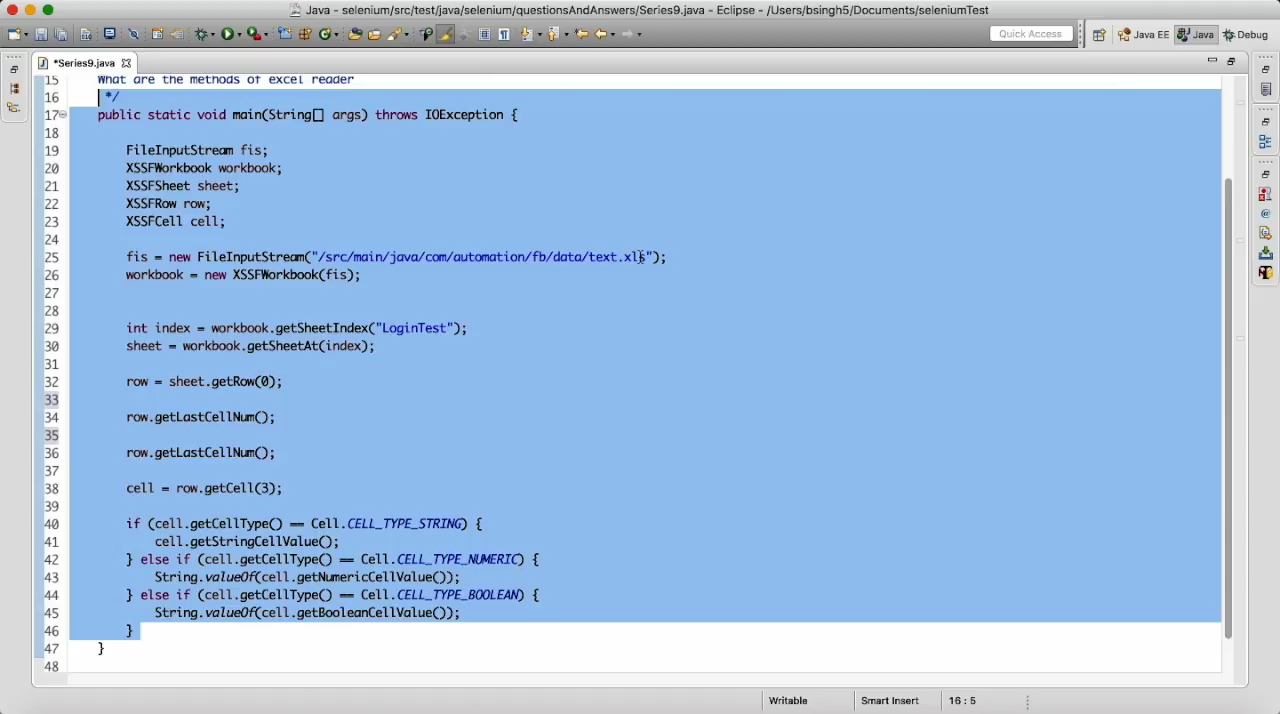 Java - selenium/src/test/java/selenium/questionsAndAnswers/Series9.java - Eclipse - /Users/bsingh5/Documents/seleniumTest
Quick Access
Java EE
Java
Debug
*Series9.java
15 What are the methods of excel reader
16 */
17 public static void main(String[] args) throws IOException {
18
19 FileInputStream fis;
20 XSSFWorkbook workbook;
21 XSSFSheet sheet;
22 XSSFRow row;
23 XSSFCell cell;
24
25 fis = new FileInputStream("/src/main/java/com/automation/fb/data/text.xls");
26 workbook = new XSSFWorkbook(fis);
27
28
29 int index = workbook.getSheetIndex("LoginTest");
30 sheet = workbook.getSheetAt(index);
31
32 row = sheet.getRow(0);
33
34 row.getLastCellNum();
35
36 row.getLastCellNum();
37
38 cell = row.getCell(3);
39
40 if (cell.getCellType() == Cell.CELL_TYPE_STRING) {
41 cell.getStringCellValue();
42 } else if (cell.getCellType() == Cell.CELL_TYPE_NUMERIC) {
43 String.valueOf(cell.getNumericCellValue());
44 } else if (cell.getCellType() == Cell.CELL_TYPE_BOOLEAN) {
45 String.valueOf(cell.getBooleanCellValue());
46 }
47 }
48
Writable
Smart Insert
16 : 5